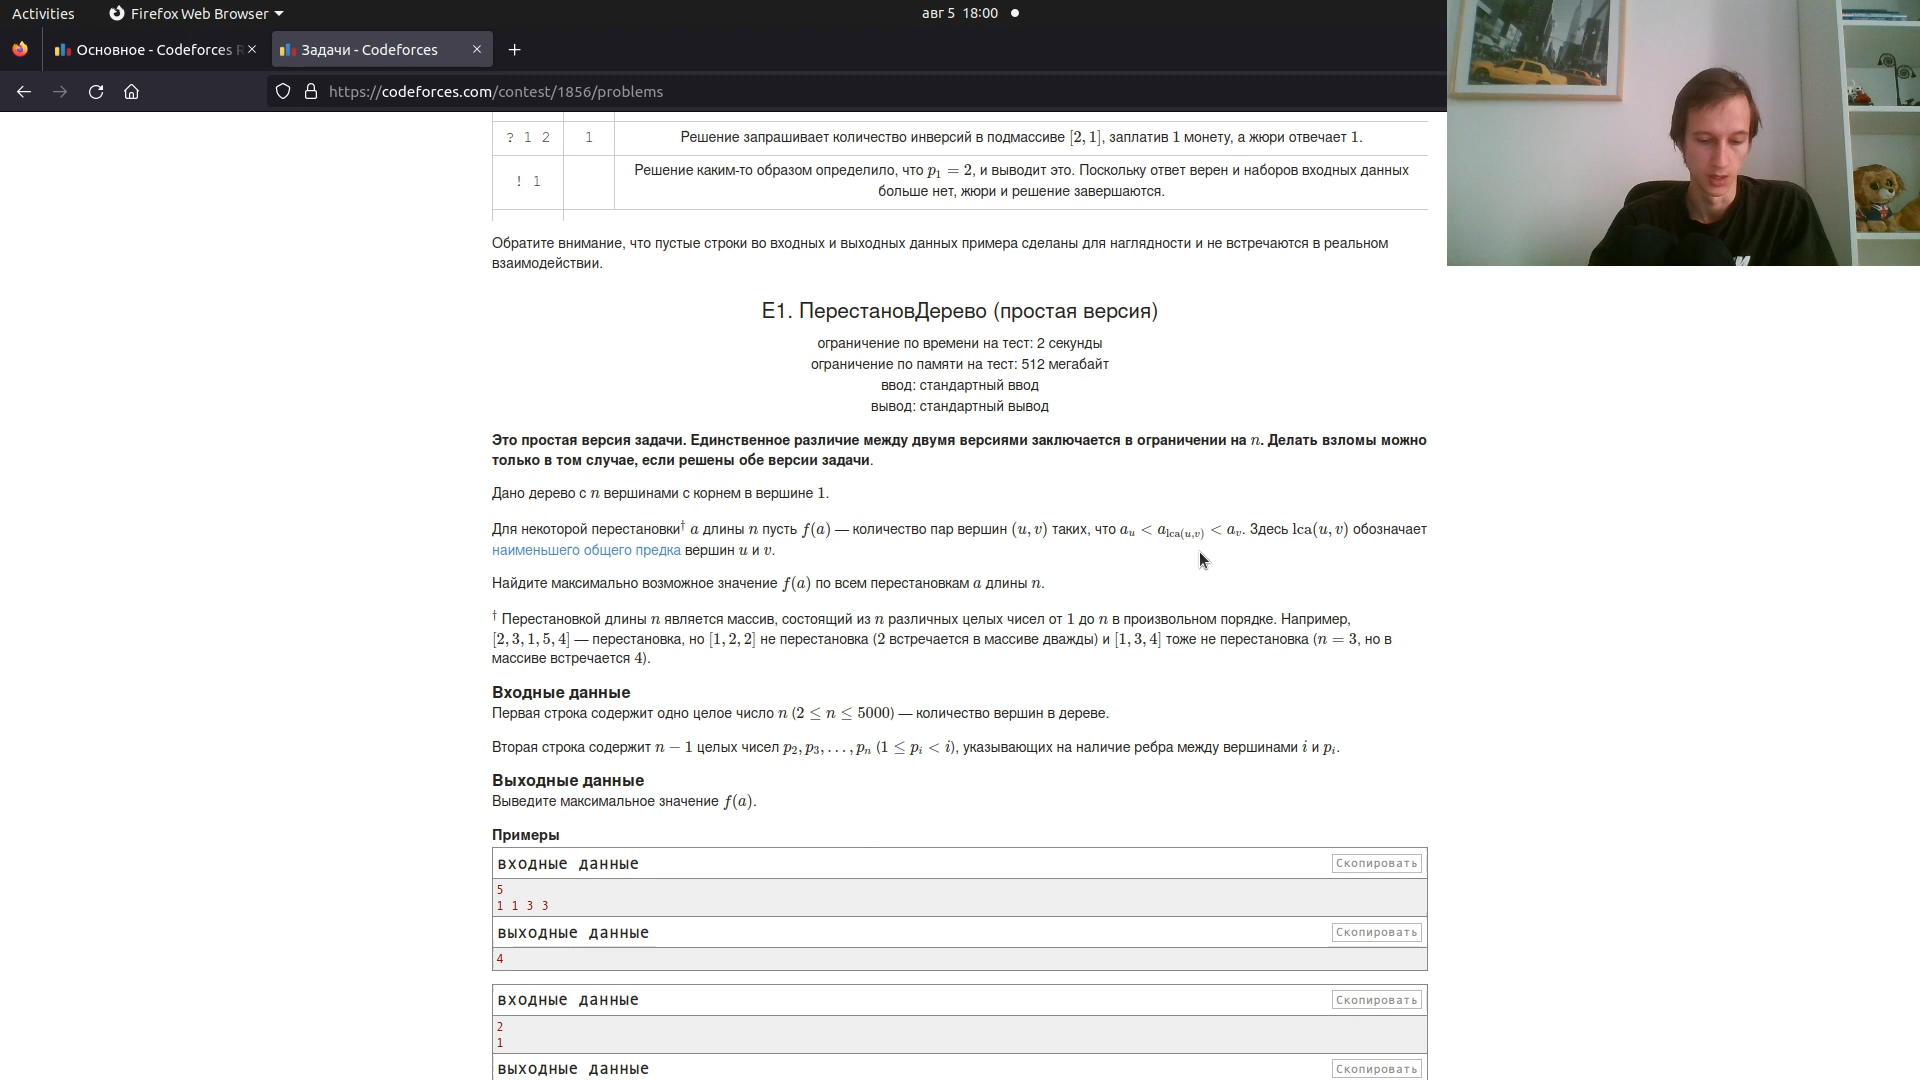 Activities
Firefox Web Browser
авг 5 18:00
Основное - Codeforces R
Задачи - Codeforces
https://codeforces.com/contest/1856/problems
? 1 2
1
Решение запрашивает количество инверсий в подмассиве [2, 1], заплатив 1 монету, а жюри отвечает 1.
! 1
Решение каким-то образом определило, что p₁ = 2, и выводит это. Поскольку ответ верен и наборов входных данных
больше нет, жюри и решение завершаются.
Обратите внимание, что пустые строки во входных и выходных данных примера сделаны для наглядности и не встречаются в реальном
взаимодействии.
E1. ПерестановДерево (простая версия)
ограничение по времени на тест: 2 секунды
ограничение по памяти на тест: 512 мегабайт
ввод: стандартный ввод
вывод: стандартный вывод
Это простая версия задачи. Единственное различие между двумя версиями заключается в ограничении на n. Делать взломы можно
только в том случае, если решены обе версии задачи.
Дано дерево с n вершинами с корнем в вершине 1.
Для некоторой перестановки† a длины n пусть f(a) — количество пар вершин (u, v) таких, что a_u < a_lca(u,v) < a_v. Здесь lca(u, v) обозначает
наименьшего общего предка вершин u и v.
Найдите максимально возможное значение f(a) по всем перестановкам a длины n.
† Перестановкой длины n является массив, состоящий из n различных целых чисел от 1 до n в произвольном порядке. Например,
[2, 3, 1, 5, 4] — перестановка, но [1, 2, 2] не перестановка (2 встречается в массиве дважды) и [1, 3, 4] тоже не перестановка (n = 3, но в
массиве встречается 4).
Входные данные
Первая строка содержит одно целое число n (2 ≤ n ≤ 5000) — количество вершин в дереве.
Вторая строка содержит n − 1 целых чисел p₂, p₃, …, pₙ (1 ≤ pᵢ < i), указывающих на наличие ребра между вершинами i и pᵢ.
Выходные данные
Выведите максимальное значение f(a).
Примеры
входные данные
Скопировать
5
1 1 3 3
выходные данные
Скопировать
4
входные данные
Скопировать
2
1
выходные данные
Скопировать